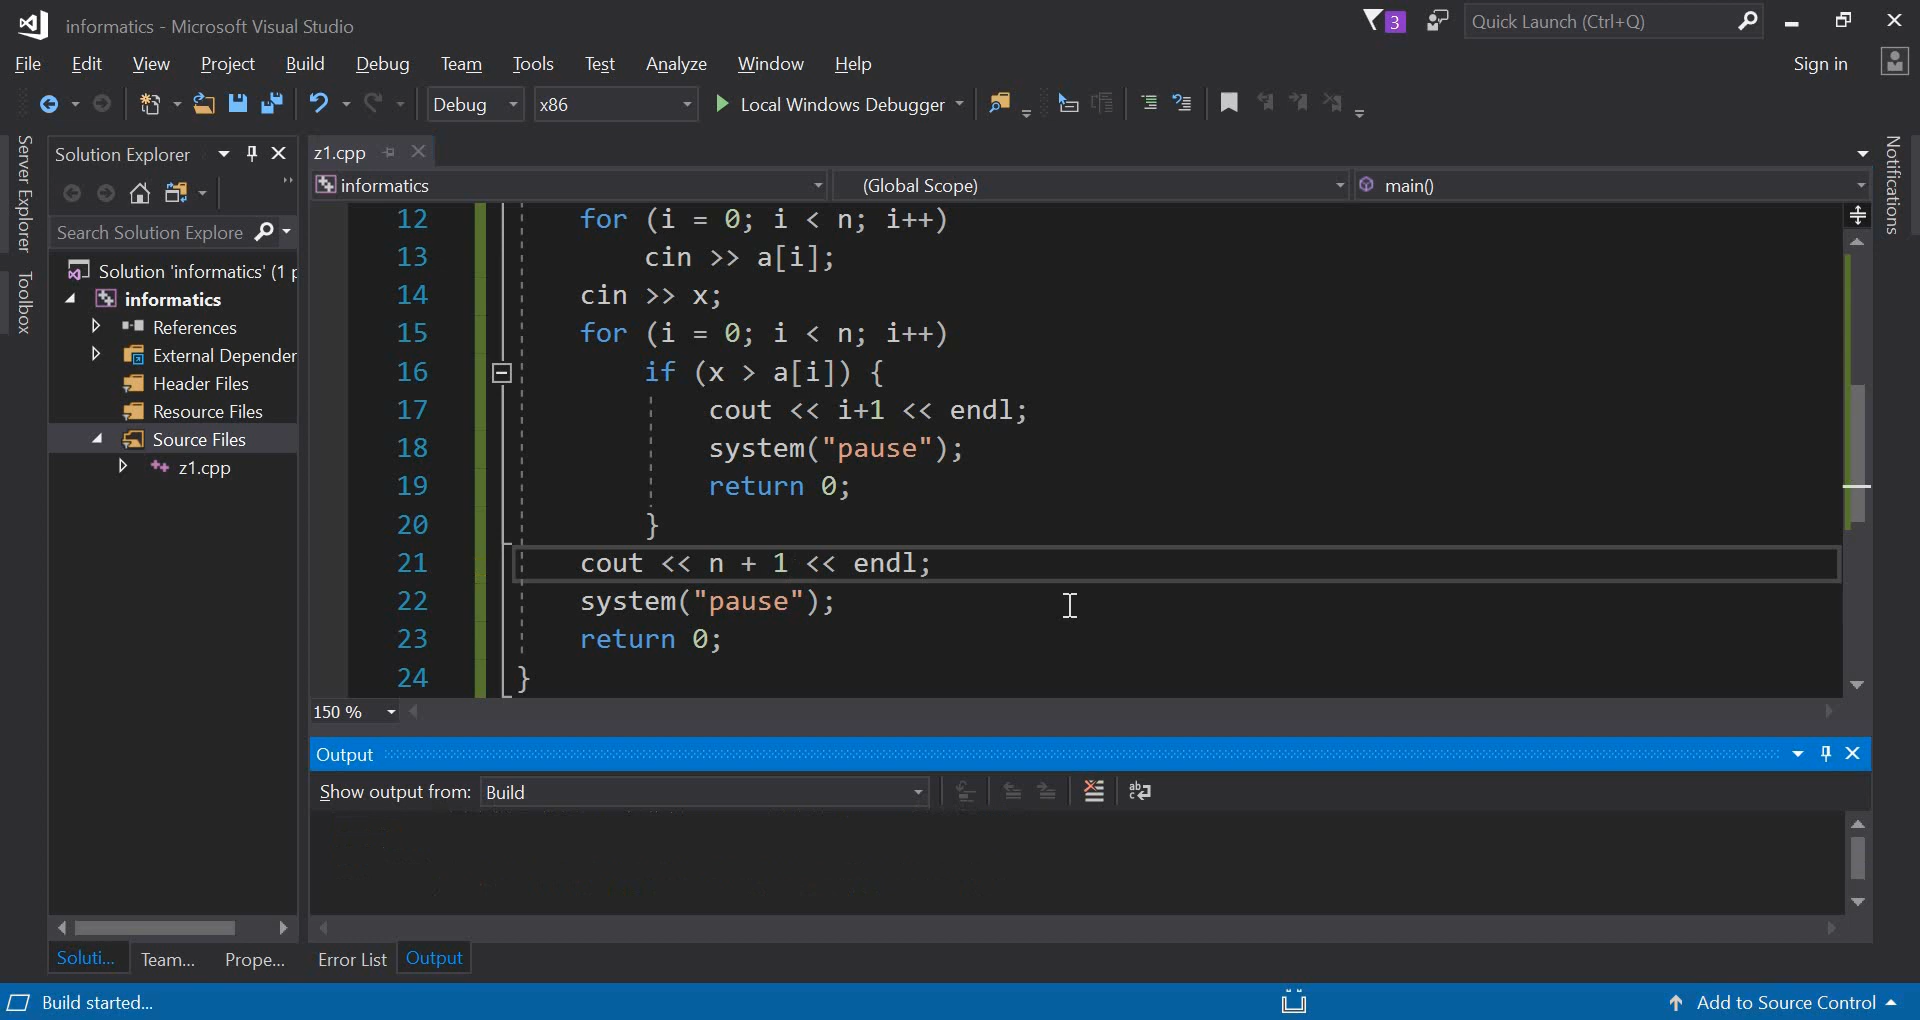 informatics - Microsoft Visual Studio
3
Quick Launch (Ctrl+Q)
File Edit View Project Build Debug Team Tools Test Analyze Window Help
Sign in
Debug
x86
Local Windows Debugger
Server Explorer
Toolbox
Solution Explorer
Search Solution Explore
Solution 'informatics' (1 p
informatics
References
External Depender
Header Files
Resource Files
Source Files
z1.cpp
Soluti... Team... Prope...
z1.cpp
informatics
(Global Scope)
main()
12 for (i = 0; i < n; i++)
13 cin >> a[i];
14 cin >> x;
15 for (i = 0; i < n; i++)
16 if (x > a[i]) {
17 cout << i+1 << endl;
18 system("pause");
19 return 0;
20 }
21 cout << n + 1 << endl;
22 system("pause");
23 return 0;
24 }
150 %
Output
Show output from: Build
Error List Output
Notifications
Build started...
Add to Source Control